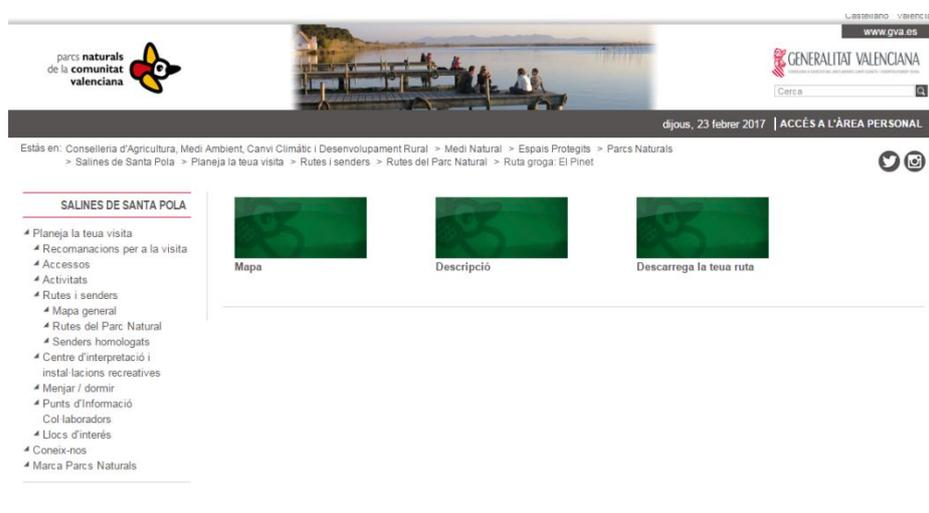 Castellano Valencià
www.gva.es
parcs naturals
de la comunitat
valenciana
GENERALITAT VALENCIANA
Cerca
dijous, 23 febrer 2017 | ACCÉS A L'ÀREA PERSONAL
Estàs en: Conselleria d'Agricultura, Medi Ambient, Canvi Climàtic i Desenvolupament Rural > Medi Natural > Espais Protegits > Parcs Naturals
> Salines de Santa Pola > Planeja la teua visita > Rutes i senders > Rutes del Parc Natural > Ruta groga: El Pinet
SALINES DE SANTA POLA
Planeja la teua visita
Recomanacions per a la visita
Accessos
Activitats
Rutes i senders
Mapa general
Rutes del Parc Natural
Senders homologats
Centre d'interpretació i
instal·lacions recreatives
Menjar / dormir
Punts d'Informació
Col·laboradors
Llocs d'interés
Coneix-nos
Marca Parcs Naturals
Mapa
Descripció
Descarrega la teua ruta